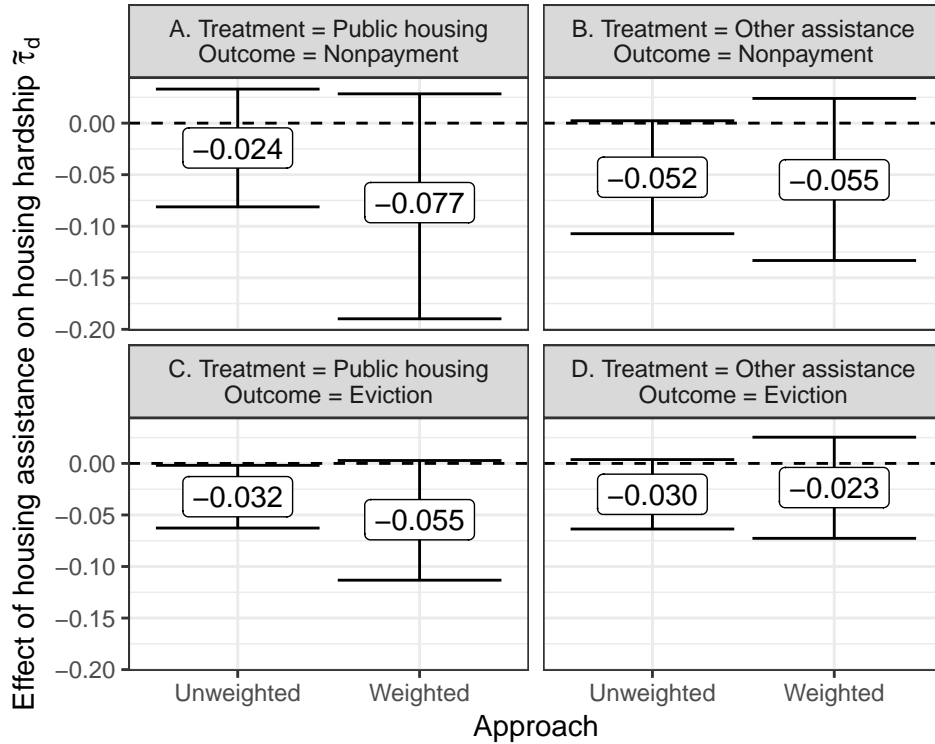 Effect of housing assistance on housing hardship τ̃d
A. Treatment = Public housing
Outcome = Nonpayment
B. Treatment = Other assistance
Outcome = Nonpayment
0.00
−0.05
−0.10
−0.15
−0.20
−0.024
−0.077
−0.052
−0.055
C. Treatment = Public housing
Outcome = Eviction
D. Treatment = Other assistance
Outcome = Eviction
0.00
−0.05
−0.10
−0.15
−0.20
−0.032
−0.055
−0.030
−0.023
Unweighted Weighted Unweighted Weighted
Approach